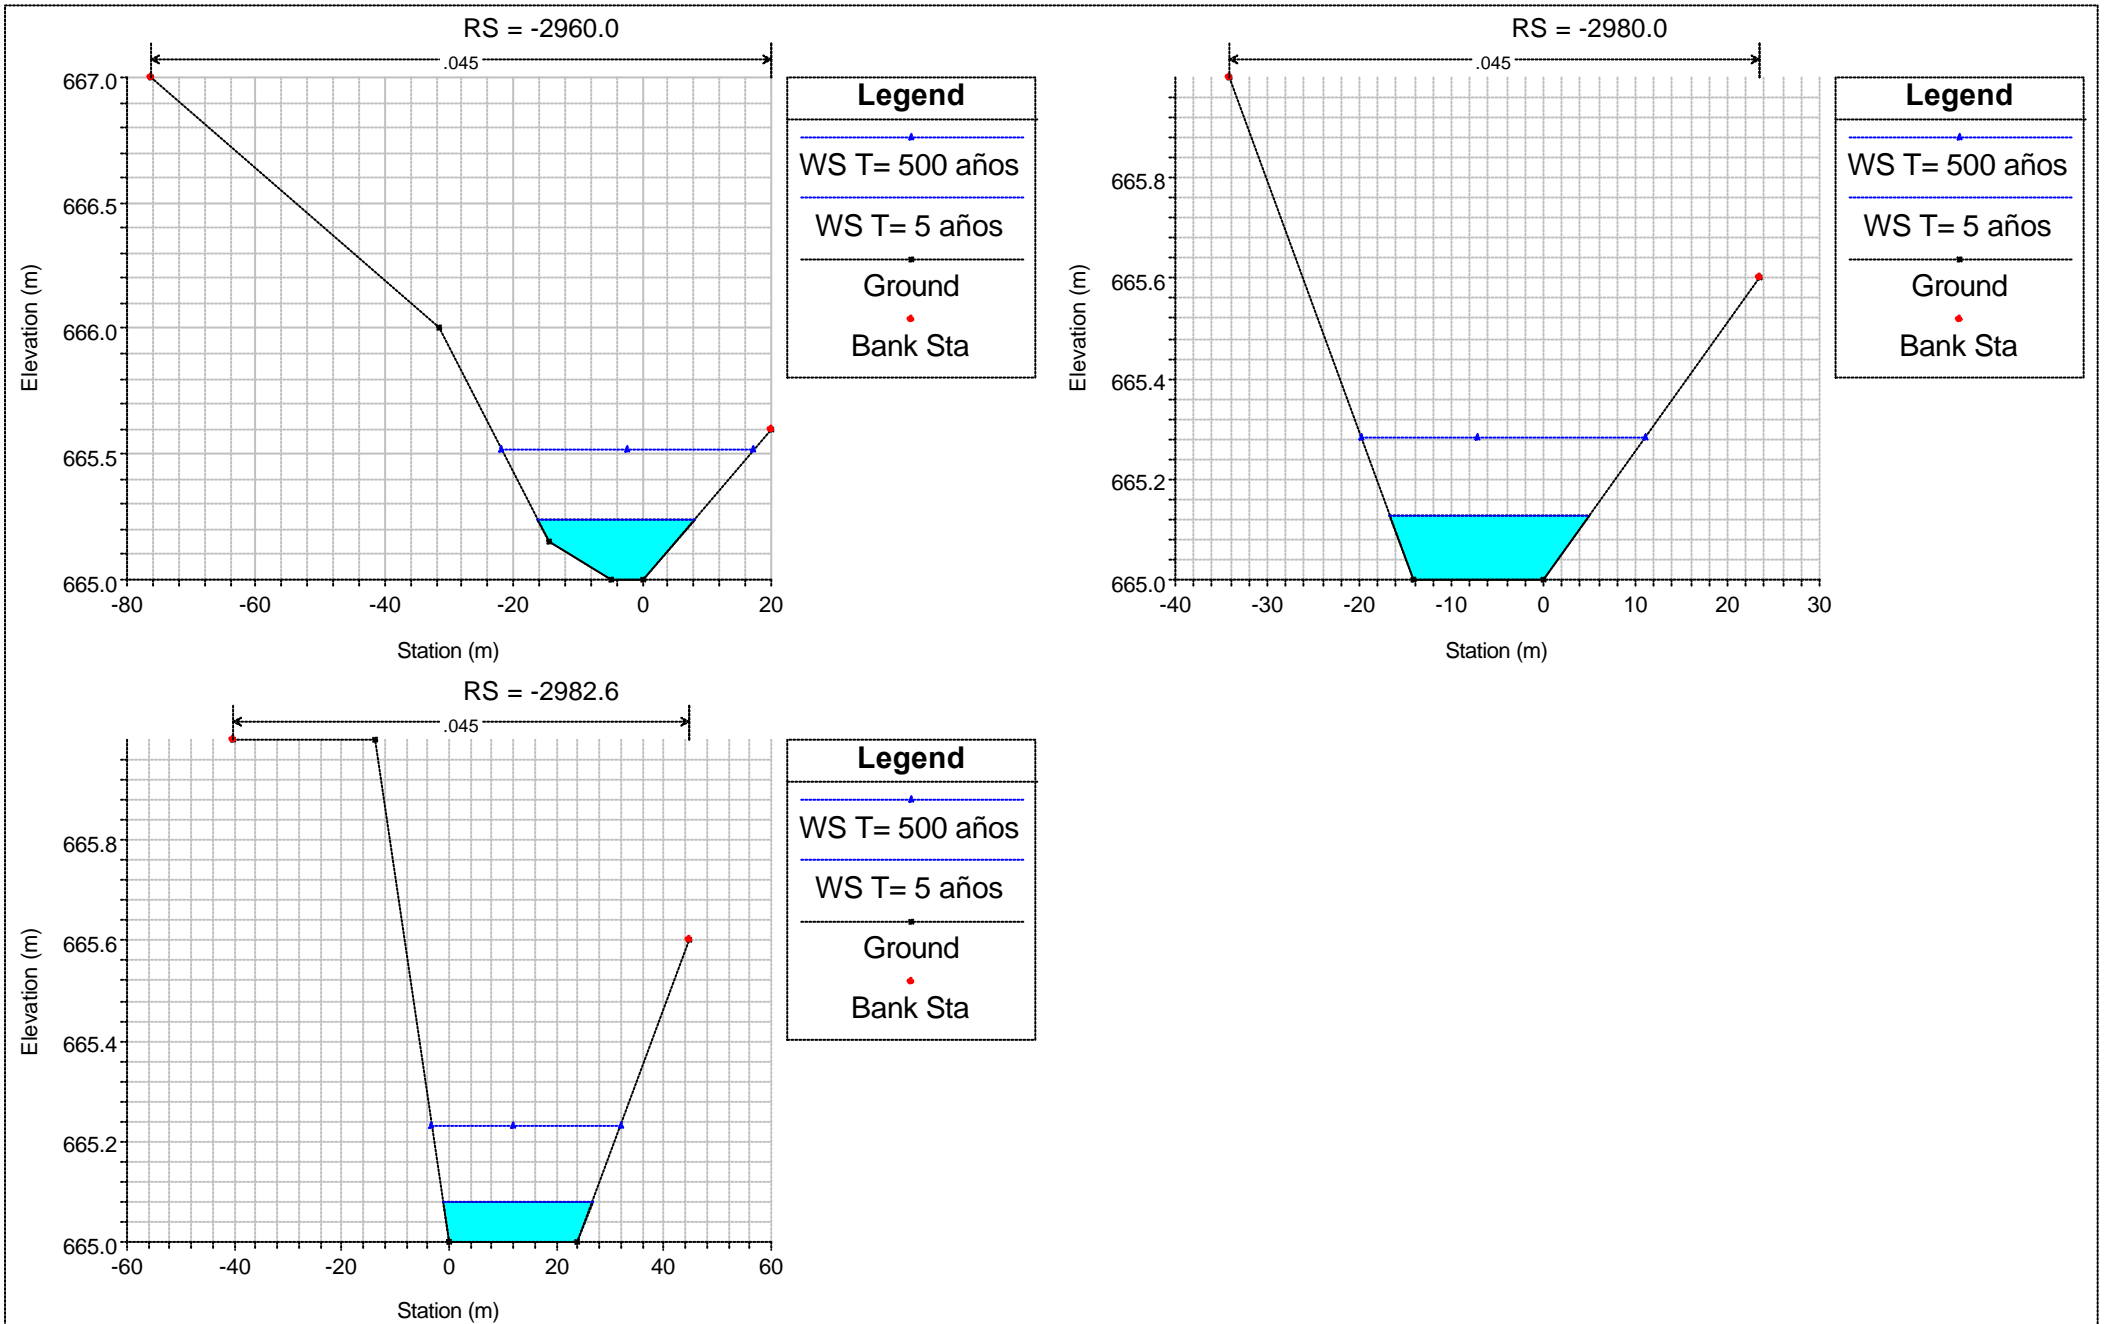 RS = -2960.0
.045
667.0
666.5
666.0
665.5
665.0
-80 -60 -40 -20 0 20
Elevation (m)
Station (m)
Legend
WS T= 500 años
WS T= 5 años
Ground
Bank Sta
RS = -2980.0
.045
665.8
665.6
665.4
665.2
665.0
-40 -30 -20 -10 0 10 20 30
Elevation (m)
Station (m)
Legend
WS T= 500 años
WS T= 5 años
Ground
Bank Sta
RS = -2982.6
.045
665.8
665.6
665.4
665.2
665.0
-60 -40 -20 0 20 40 60
Elevation (m)
Station (m)
Legend
WS T= 500 años
WS T= 5 años
Ground
Bank Sta